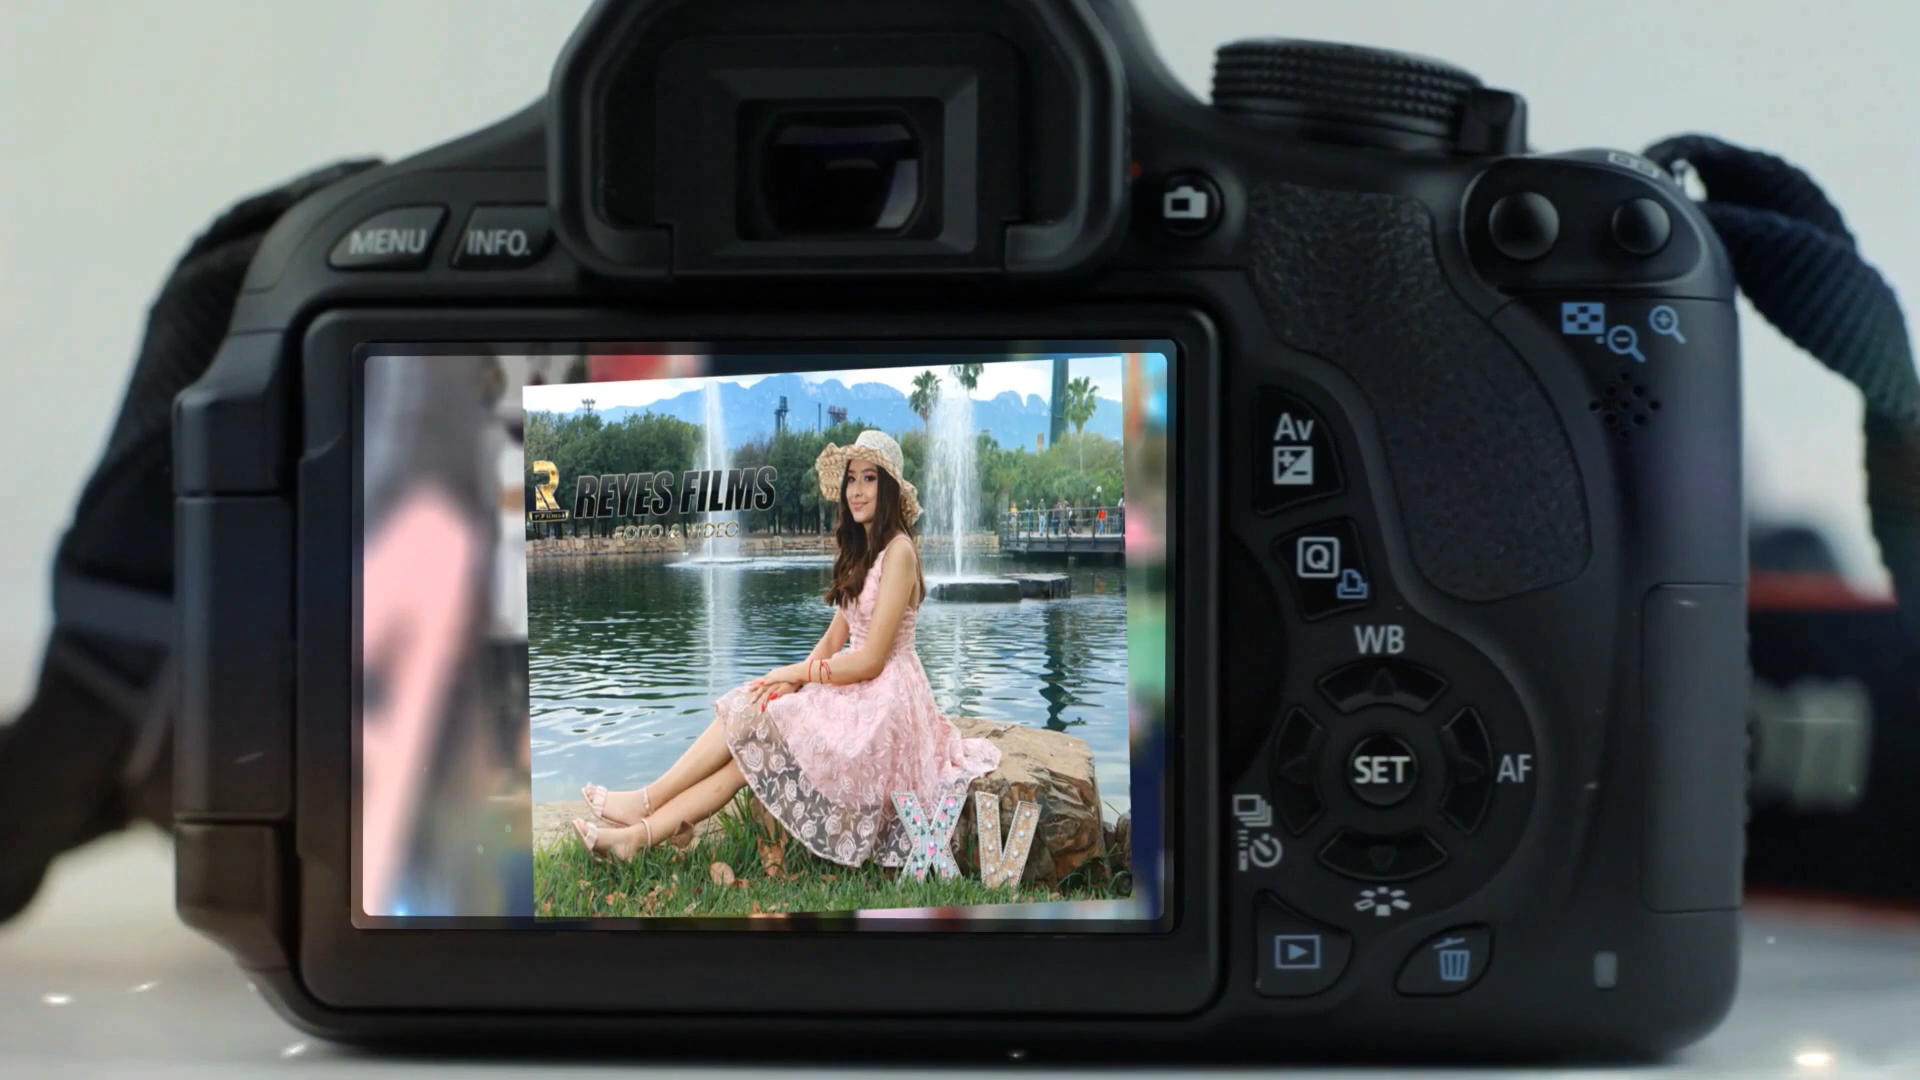 MENU
INFO.
R
REYES FILMS
FOTO & VIDEO
XV
Av
Q
WB
SET
AF